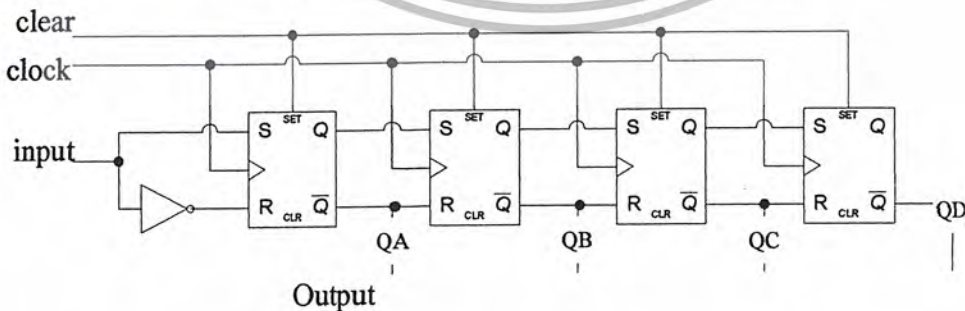 clear
clock
input
S SET Q
R CLR Q̅
S SET Q
R CLR Q̅
S SET Q
R CLR Q̅
S SET Q
R CLR Q̅
QA QB QC QD
Output